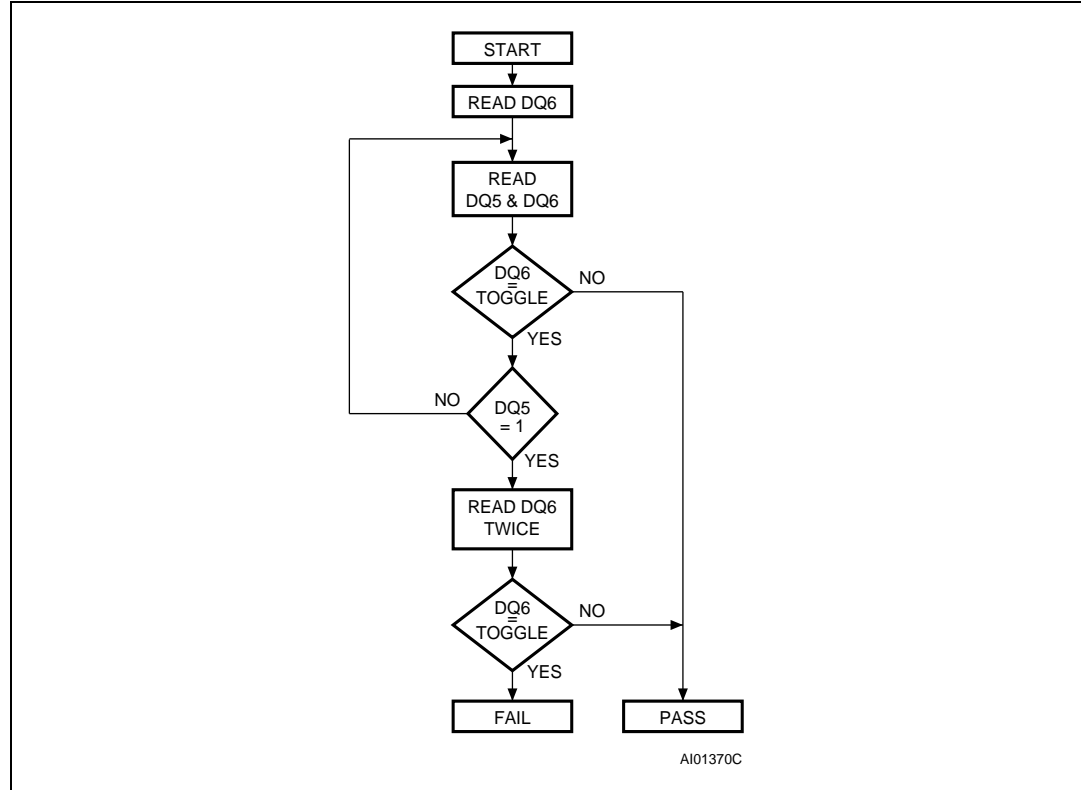 START
READ DQ6
READ
DQ5 & DQ6
DQ6
=
TOGGLE
NO
YES
NO
DQ5
= 1
YES
READ DQ6
TWICE
DQ6
=
TOGGLE
NO
YES
FAIL
PASS
AI01370C